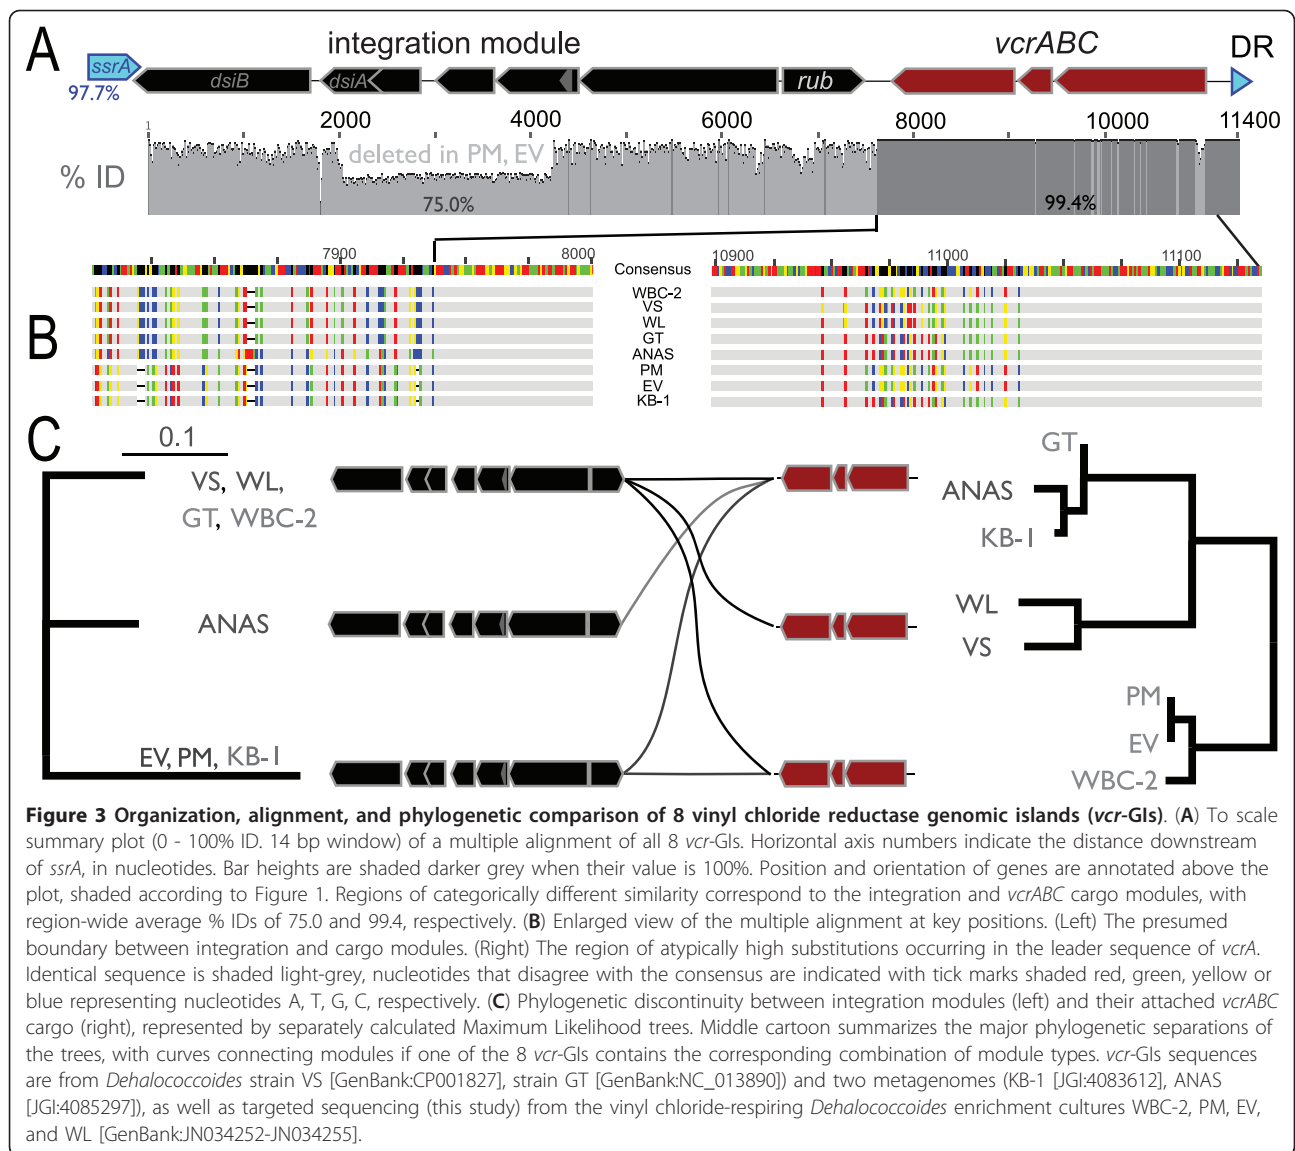 A
integration module
vcrABC
DR
ssrA
97.7%
dsiB
dsiA
rub
1
2000
4000
6000
8000
10000
11400
% ID
deleted in PM, EV
75.0%
99.4%
B
7900
8000
Consensus
10900
11000
11100
WBC-2
VS
WL
GT
ANAS
PM
EV
KB-1
C
0.1
VS, WL,
GT, WBC-2
ANAS
EV, PM, KB-1
GT
ANAS
KB-1
WL
VS
PM
EV
WBC-2
Figure 3 Organization, alignment, and phylogenetic comparison of 8 vinyl chloride reductase genomic islands (vcr-GIs). (A) To scale
summary plot (0 - 100% ID. 14 bp window) of a multiple alignment of all 8 vcr-GIs. Horizontal axis numbers indicate the distance downstream
of ssrA, in nucleotides. Bar heights are shaded darker grey when their value is 100%. Position and orientation of genes are annotated above the
plot, shaded according to Figure 1. Regions of categorically different similarity correspond to the integration and vcrABC cargo modules, with
region-wide average % IDs of 75.0 and 99.4, respectively. (B) Enlarged view of the multiple alignment at key positions. (Left) The presumed
boundary between integration and cargo modules. (Right) The region of atypically high substitutions occurring in the leader sequence of vcrA.
Identical sequence is shaded light-grey, nucleotides that disagree with the consensus are indicated with tick marks shaded red, green, yellow or
blue representing nucleotides A, T, G, C, respectively. (C) Phylogenetic discontinuity between integration modules (left) and their attached vcrABC
cargo (right), represented by separately calculated Maximum Likelihood trees. Middle cartoon summarizes the major phylogenetic separations of
the trees, with curves connecting modules if one of the 8 vcr-GIs contains the corresponding combination of module types. vcr-GIs sequences
are from Dehalococcoides strain VS [GenBank:CP001827], strain GT [GenBank:NC_013890]) and two metagenomes (KB-1 [JGI:4083612], ANAS
[JGI:4085297]), as well as targeted sequencing (this study) from the vinyl chloride-respiring Dehalococcoides enrichment cultures WBC-2, PM, EV,
and WL [GenBank:JN034252-JN034255].